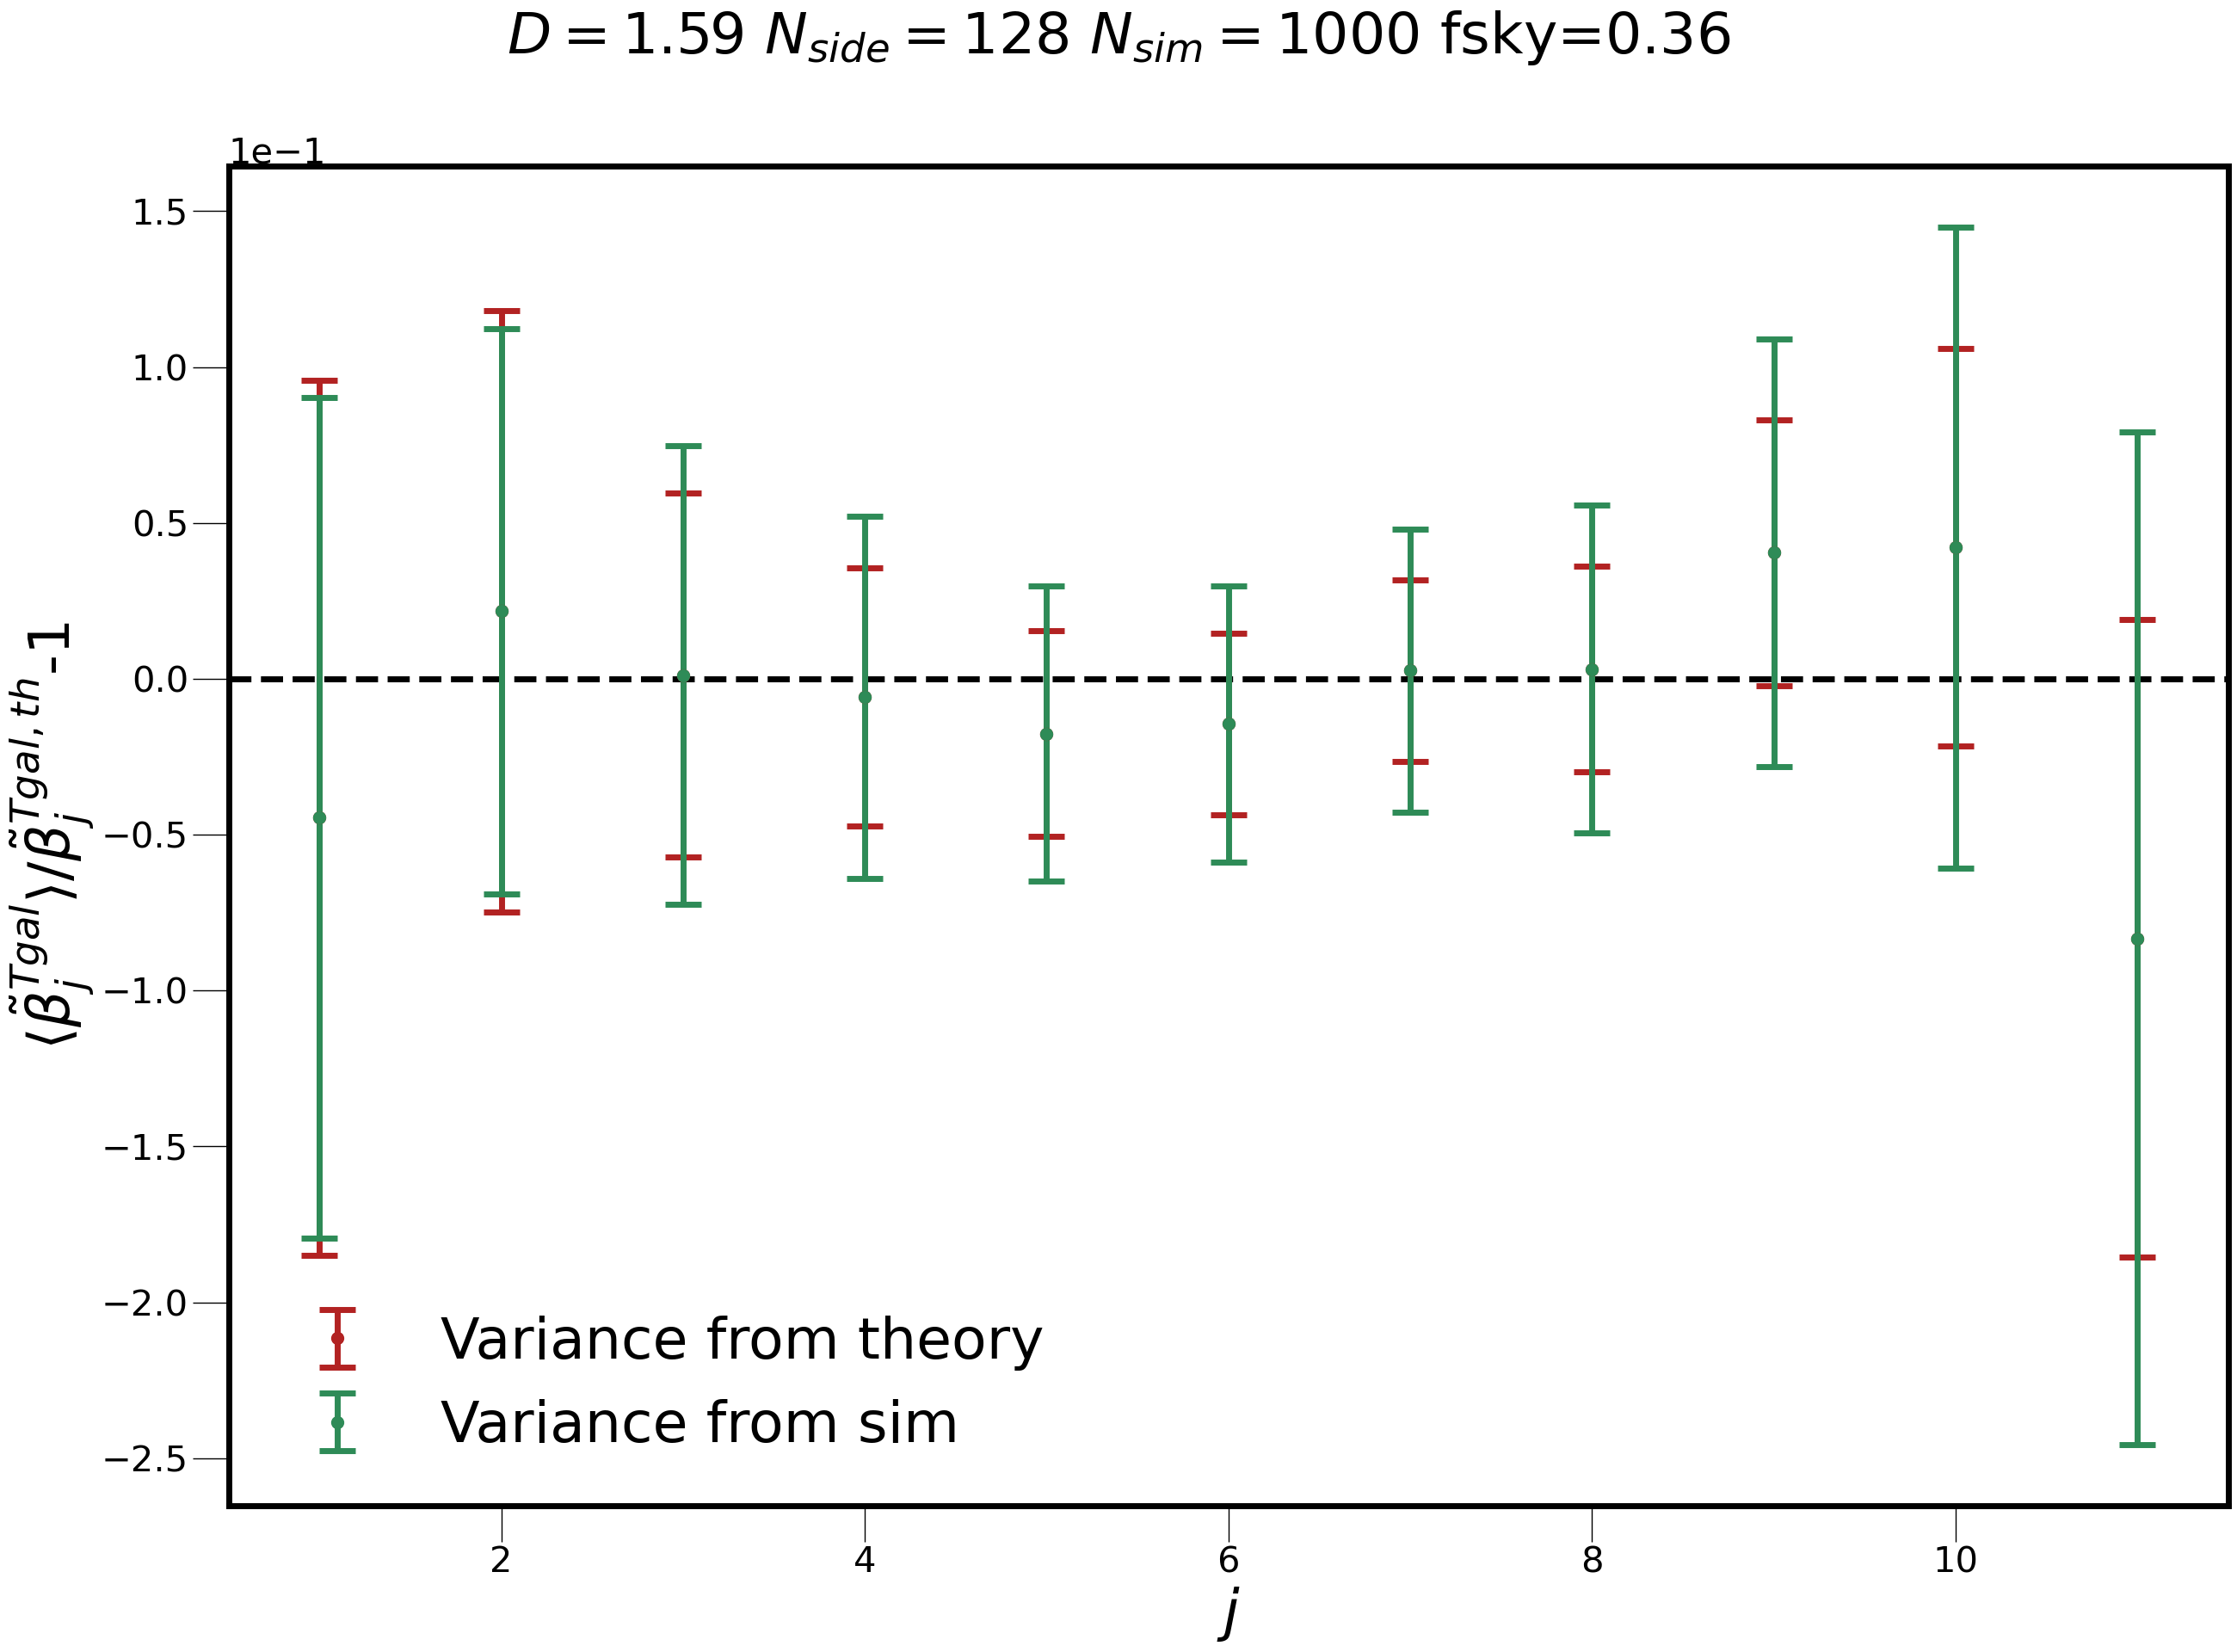 D = 1.59 N_side = 128 N_sim = 1000 fsky=0.36
1e−1
1.5
1.0
0.5
0.0
−0.5
−1.0
−1.5
−2.0
−2.5
⟨β̃_j^Tgal⟩/β̃_j^Tgal,th-1
Variance from theory
Variance from sim
2 4 6 8 10
j